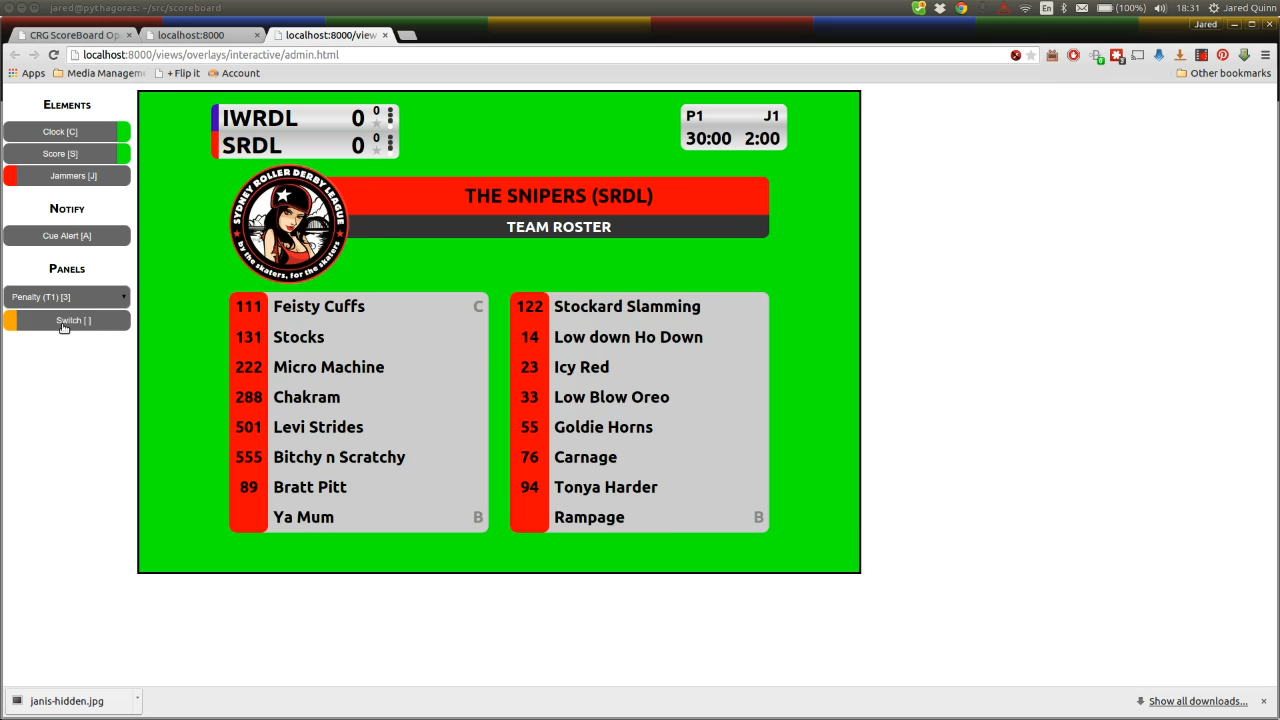 jared@pythagoras: ~/src/scoreboard
En
(100%)
18:31
Jared Quinn
CRG ScoreBoard Op
localhost:8000
localhost:8000/view
Jared
localhost:8000/views/overlays/interactive/admin.html
Apps
Media Managem
+ Flip it
Account
Other bookmarks
Elements
Clock [C]
Score [S]
Jammers [J]
Notify
Cue Alert [A]
Panels
Penalty (T1) [3]
Switch [ ]
IWRDL 0 0
SRDL 0 0
P1 J1
30:00 2:00
SYDNEY ROLLER DERBY LEAGUE
by the skaters, for the skaters.
THE SNIPERS (SRDL)
TEAM ROSTER
111 Feisty Cuffs C
131 Stocks
222 Micro Machine
288 Chakram
501 Levi Strides
555 Bitchy n Scratchy
89 Bratt Pitt
Ya Mum B
122 Stockard Slamming
14 Low down Ho Down
23 Icy Red
33 Low Blow Oreo
55 Goldie Horns
76 Carnage
94 Tonya Harder
Rampage B
janis-hidden.jpg
Show all downloads...